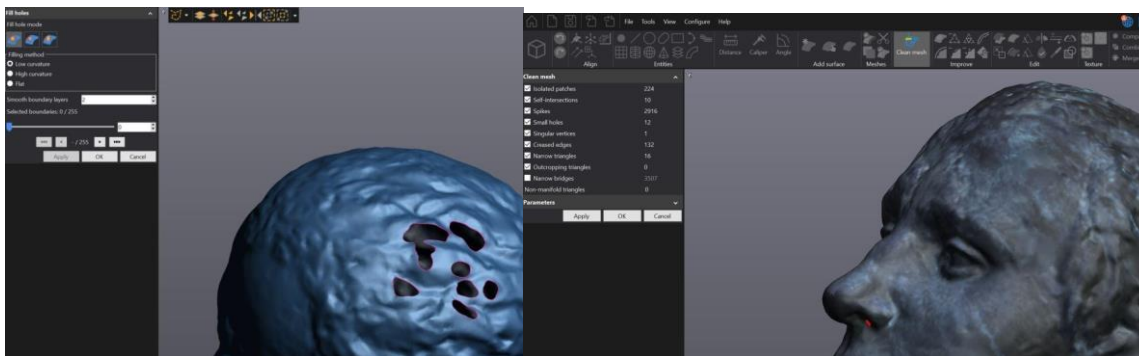 Fill holes
Fill hole mode
Filling method
Low curvature
High curvature
Flat
Smooth boundary layers 2
Selected boundaries: 0 / 255
0
- / 255
Apply OK Cancel
File Tools View Configure Help
Distance Caliper Angle Clean mesh
Align Entities Add surface Meshes Improve Edit Texture
Clean mesh
Isolated patches 224
Self-intersections 10
Spikes 2916
Small holes 12
Singular vertices 1
Creased edges 132
Narrow triangles 16
Outcropping triangles 0
Narrow bridges 3507
Non-manifold triangles 0
Parameters
Apply OK Cancel